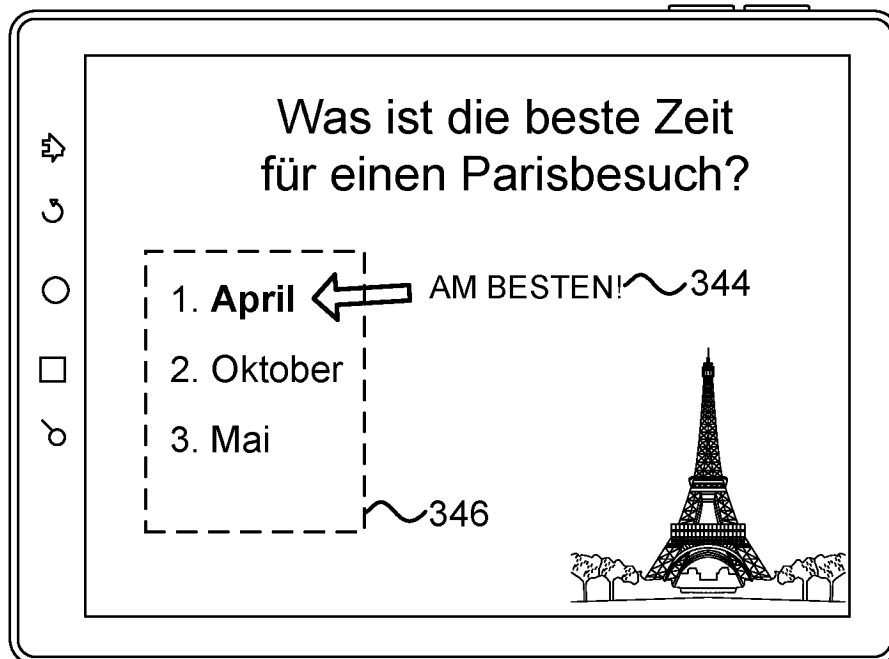 Was ist die beste Zeit
für einen Parisbesuch?
1. April
AM BESTEN! 344
2. Oktober
3. Mai
346